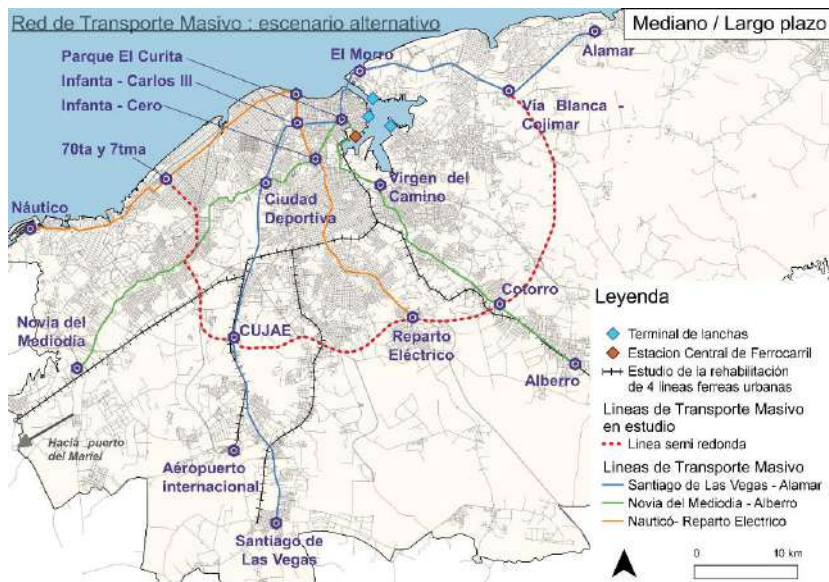 Red de Transporte Masivo : escenario alternativo
Mediano / Largo plazo
Parque El Curita
El Morro
Alamar
Infanta - Carlos III
Infanta - Cero
Vía Blanca -
Cojimar
70ta y 7tma
Náutico
Ciudad
Deportiva
Virgen del
Camino
Novia del
Mediodía
CUJAE
Reparto
Eléctrico
Cotorro
Alberro
Hacia puerto
del Mariel
Aéropuerto
internacional
Santiago de
Las Vegas
Leyenda
Terminal de lanchas
Estacion Central de Ferrocarril
Estudio de la rehabilitación
de 4 lineas ferreas urbanas
Lineas de Transporte Masivo
en estudio
Linea semi redonda
Lineas de Transporte Masivo
Santiago de Las Vegas - Alamar
Novia del Mediodia - Alberro
Nauticó- Reparto Electrico
0 10 km